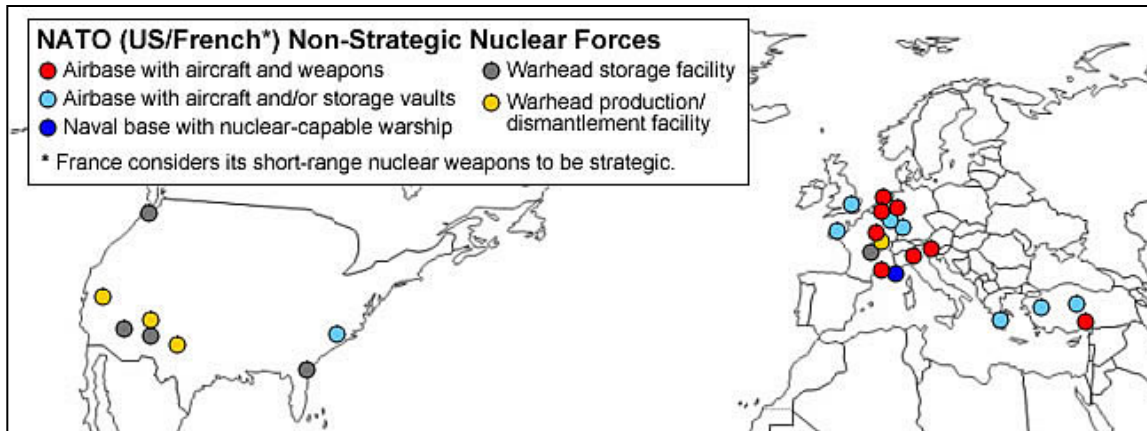 NATO (US/French*) Non-Strategic Nuclear Forces
Airbase with aircraft and weapons
Airbase with aircraft and/or storage vaults
Naval base with nuclear-capable warship
Warhead storage facility
Warhead production/
dismantlement facility
* France considers its short-range nuclear weapons to be strategic.